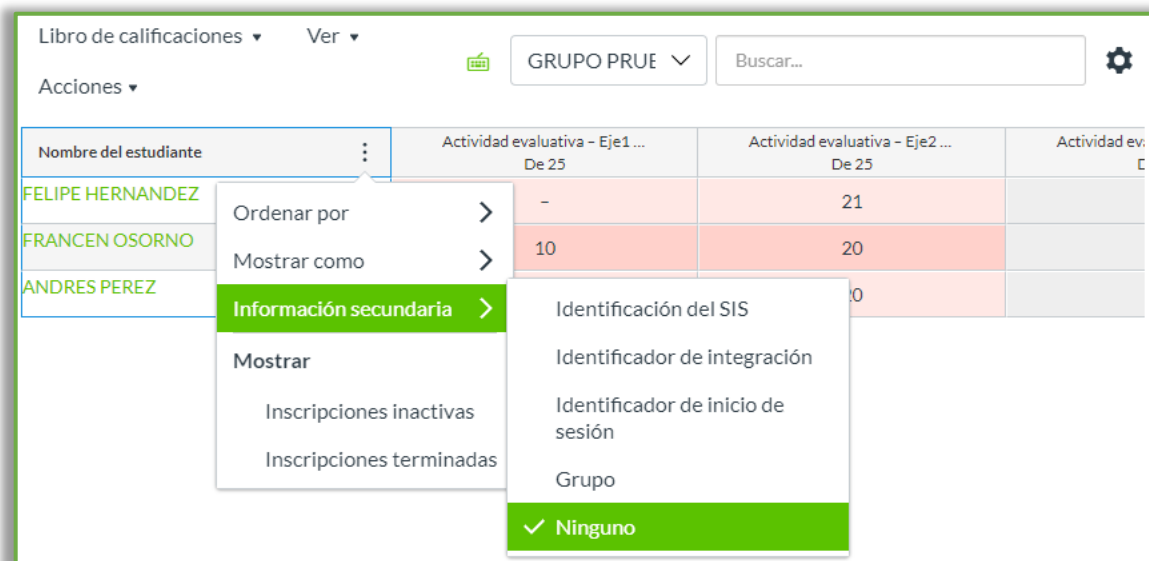 Libro de calificaciones ▾ Ver ▾
GRUPO PRUE
Buscar...
Acciones ▾
Nombre del estudiante
Actividad evaluativa – Eje1 ...
De 25
Actividad evaluativa – Eje2 ...
De 25
Actividad
FELIPE HERNANDEZ – 21
FRANCEN OSORNO 10 20
ANDRES PEREZ
Ordenar por
Mostrar como
Información secundaria
Mostrar
Inscripciones inactivas
Inscripciones terminadas
Identificación del SIS
Identificador de integración
Identificador de inicio de
sesión
Grupo
✓ Ninguno